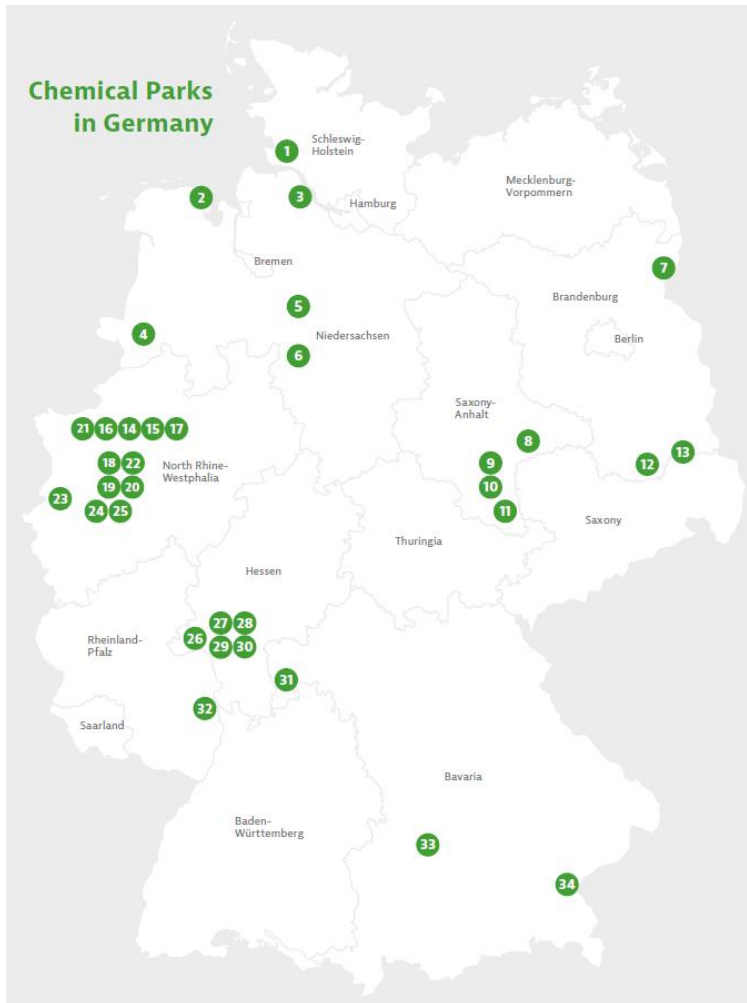 Chemical Parks
in Germany
1
Schleswig-
Holstein
Mecklenburg-
Vorpommern
2
3
Hamburg
Bremen
7
Brandenburg
5
4
Niedersachsen
Berlin
6
Saxony-
Anhalt
21 16 14 15 17
8
13
18 22
North Rhine-
Westphalia
9
12
19 20
10
23
24 25
11
Saxony
Thuringia
Hessen
27 28
26
Rheinland-
Pfalz
29 30
31
32
Saarland
Bavaria
Baden-
Württemberg
33
34